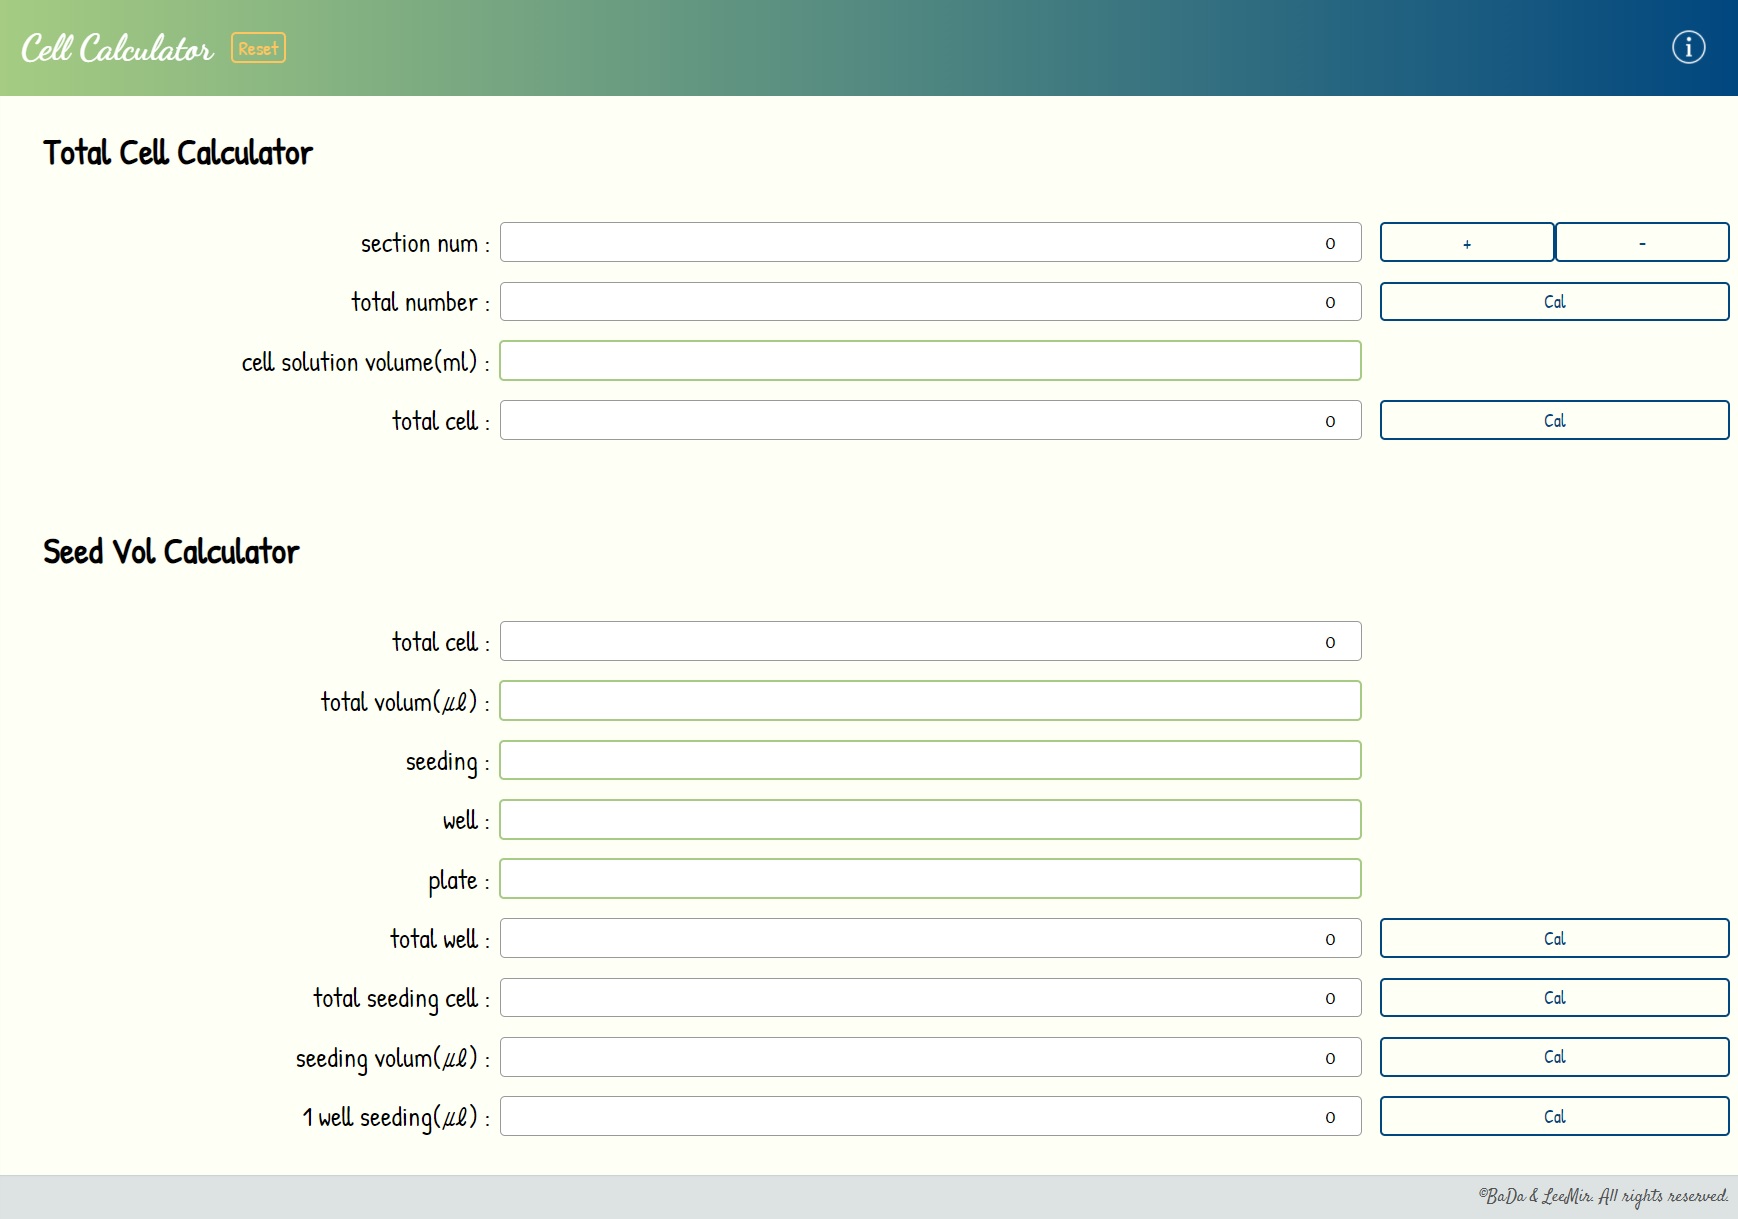 Cell Calculator Reset
Total Cell Calculator
section num : 0 + -
total number : 0 Cal
cell solution volume(ml) :
total cell : 0 Cal
Seed Vol Calculator
total cell : 0
total volum(㎕) :
seeding :
well :
plate :
total well : 0 Cal
total seeding cell : 0 Cal
seeding volum(㎕) : 0 Cal
1 well seeding(㎕) : 0 Cal
©BaDa & LeeMir. All rights reserved.